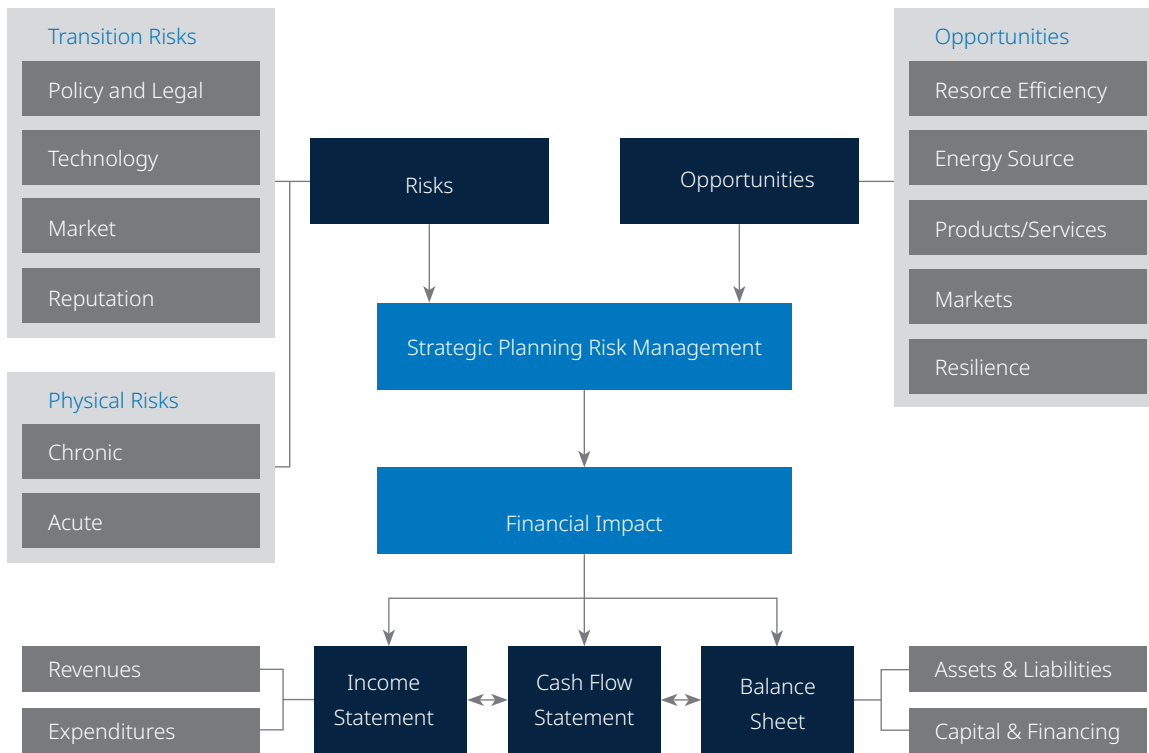 Transition Risks
Policy and Legal
Technology
Market
Reputation
Physical Risks
Chronic
Acute
Risks
Opportunities
Opportunities
Resorce Efficiency
Energy Source
Products/Services
Markets
Resilience
Strategic Planning Risk Management
Financial Impact
Revenues
Expenditures
Income
Statement
Cash Flow
Statement
Balance
Sheet
Assets & Liabilities
Capital & Financing